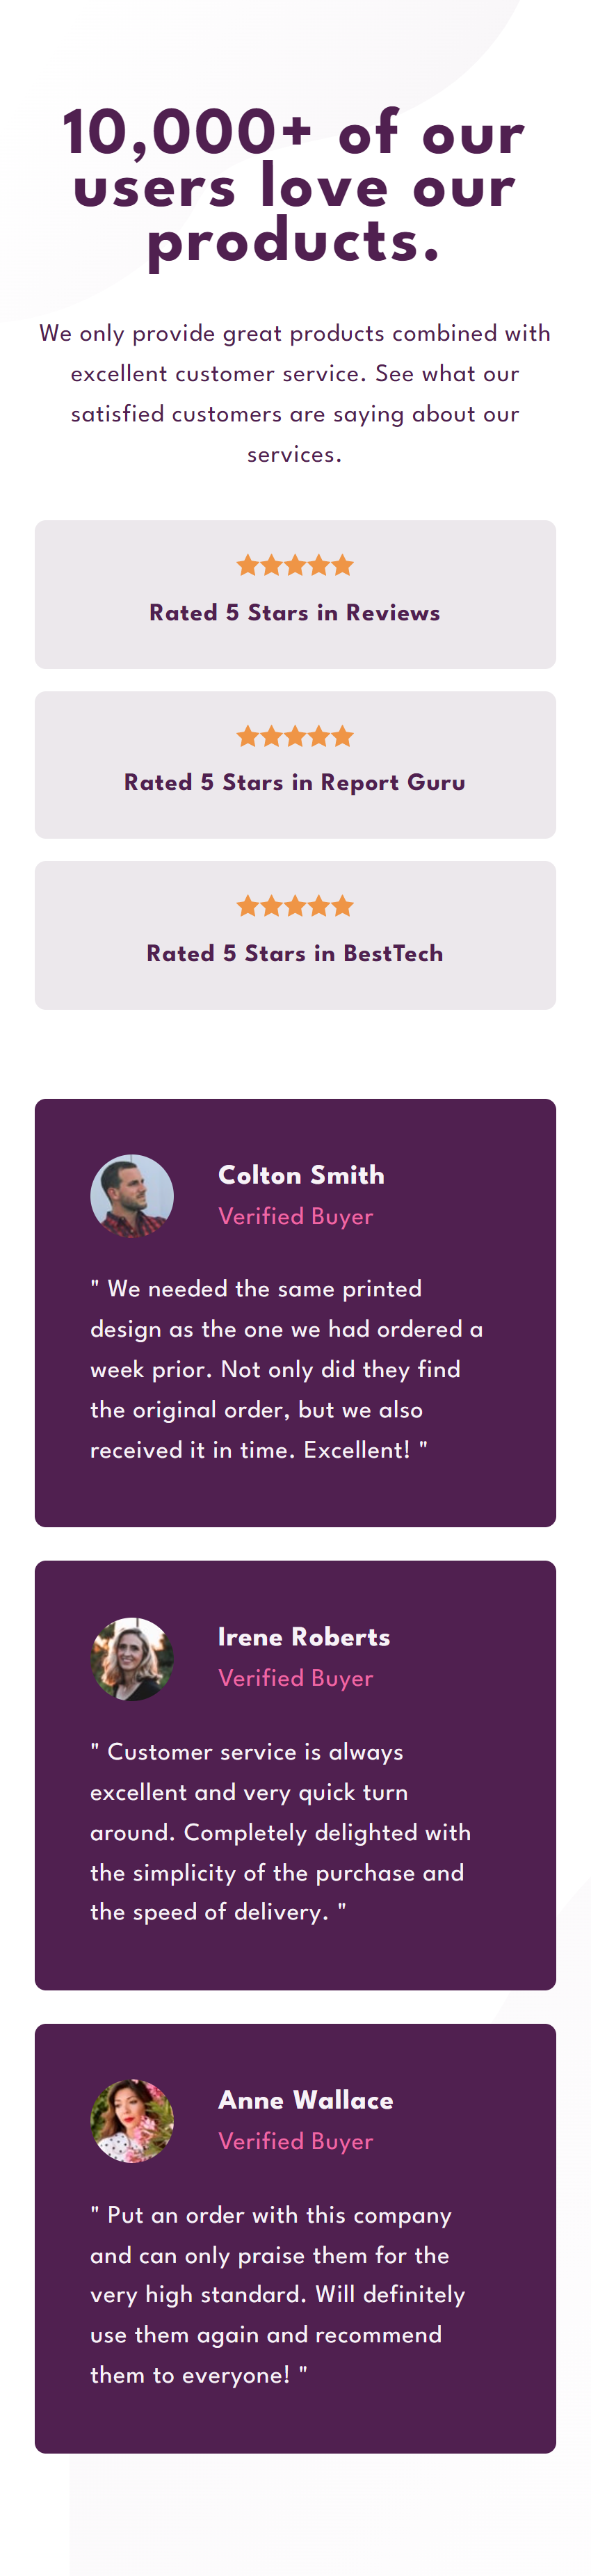 10,000+ of our
users love our
products.
We only provide great products combined with
excellent customer service. See what our
satisfied customers are saying about our
services.
Rated 5 Stars in Reviews
Rated 5 Stars in Report Guru
Rated 5 Stars in BestTech
Colton Smith
Verified Buyer
" We needed the same printed
design as the one we had ordered a
week prior. Not only did they find
the original order, but we also
received it in time. Excellent! "
Irene Roberts
Verified Buyer
" Customer service is always
excellent and very quick turn
around. Completely delighted with
the simplicity of the purchase and
the speed of delivery. "
Anne Wallace
Verified Buyer
" Put an order with this company
and can only praise them for the
very high standard. Will definitely
use them again and recommend
them to everyone! "